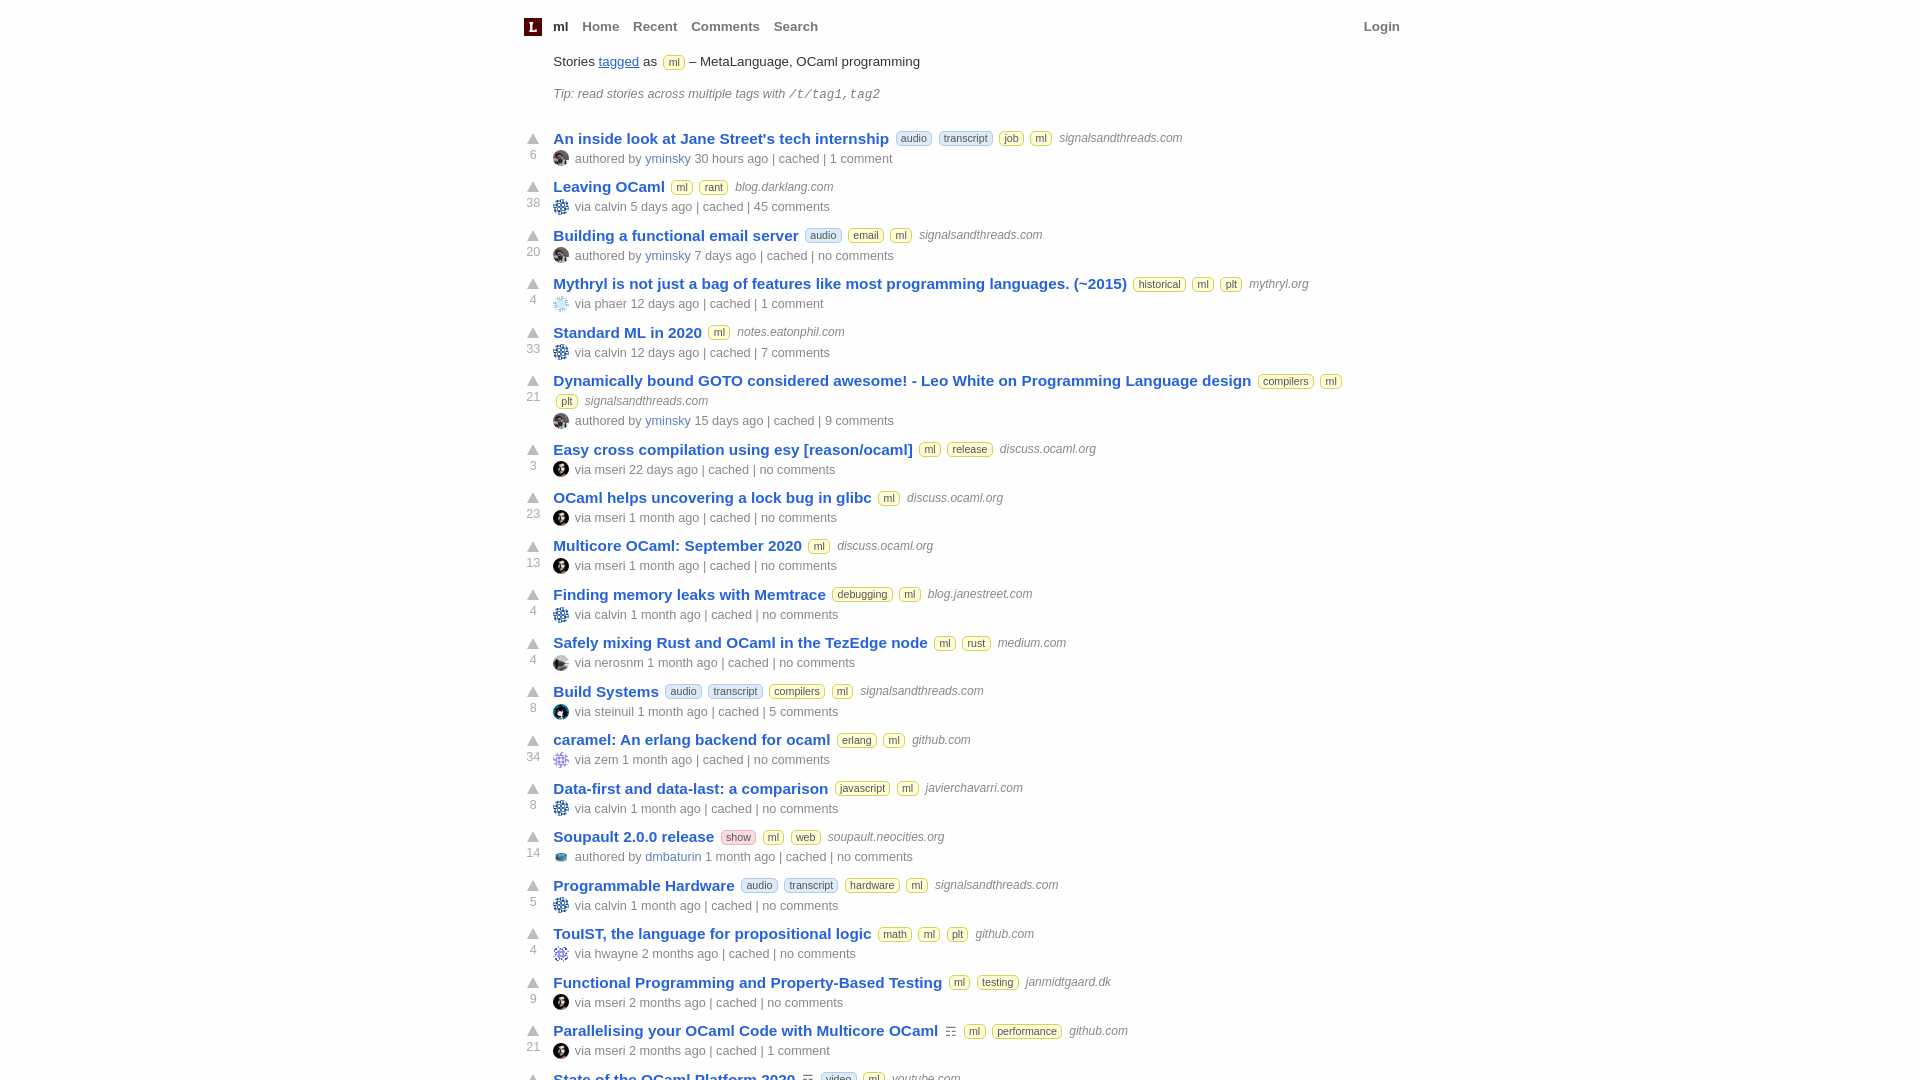 L ml Home Recent Comments Search Login
Stories tagged as ml – MetaLanguage, OCaml programming
Tip: read stories across multiple tags with /t/tag1,tag2
An inside look at Jane Street's tech internship audio transcript job ml signalsandthreads.com
6 authored by yminsky 30 hours ago | cached | 1 comment
Leaving OCaml ml rant blog.darklang.com
38 via calvin 5 days ago | cached | 45 comments
Building a functional email server audio email ml signalsandthreads.com
20 authored by yminsky 7 days ago | cached | no comments
Mythryl is not just a bag of features like most programming languages. (~2015) historical ml plt mythryl.org
4 via phaer 12 days ago | cached | 1 comment
Standard ML in 2020 ml notes.eatonphil.com
33 via calvin 12 days ago | cached | 7 comments
Dynamically bound GOTO considered awesome! - Leo White on Programming Language design compilers ml
21 plt signalsandthreads.com
authored by yminsky 15 days ago | cached | 9 comments
Easy cross compilation using esy [reason/ocaml] ml release discuss.ocaml.org
3 via mseri 22 days ago | cached | no comments
OCaml helps uncovering a lock bug in glibc ml discuss.ocaml.org
23 via mseri 1 month ago | cached | no comments
Multicore OCaml: September 2020 ml discuss.ocaml.org
13 via mseri 1 month ago | cached | no comments
Finding memory leaks with Memtrace debugging ml blog.janestreet.com
4 via calvin 1 month ago | cached | no comments
Safely mixing Rust and OCaml in the TezEdge node ml rust medium.com
4 via nerosnm 1 month ago | cached | no comments
Build Systems audio transcript compilers ml signalsandthreads.com
8 via steinuil 1 month ago | cached | 5 comments
caramel: An erlang backend for ocaml erlang ml github.com
34 via zem 1 month ago | cached | no comments
Data-first and data-last: a comparison javascript ml javierchavarri.com
8 via calvin 1 month ago | cached | no comments
Soupault 2.0.0 release show ml web soupault.neocities.org
14 authored by dmbaturin 1 month ago | cached | no comments
Programmable Hardware audio transcript hardware ml signalsandthreads.com
5 via calvin 1 month ago | cached | no comments
TouIST, the language for propositional logic math ml plt github.com
4 via hwayne 2 months ago | cached | no comments
Functional Programming and Property-Based Testing ml testing janmidtgaard.dk
9 via mseri 2 months ago | cached | no comments
Parallelising your OCaml Code with Multicore OCaml ☶ ml performance github.com
21 via mseri 2 months ago | cached | 1 comment
State of the OCaml Platform 2020 ☶ video ml youtube.com